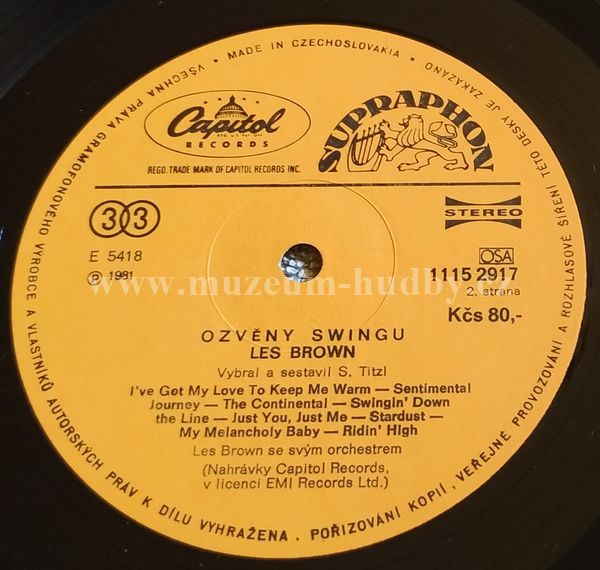 VŠECHNA PRÁVA GRAMOFONOVÉHO VÝROBCE A VLASTNÍKŮ AUTORSKÝCH PRÁV K DÍLU VYHRAŽENA. POŘIZOVÁNÍ KOPIÍ, VEŘEJNÉ PROVOZOVÁNÍ A ROZHLASOVÉ ŠÍŘENÍ TÉTO DESKY JE ZAKÁZÁNO • MADE IN CZECHOSLOVAKIA •
Capitol
RECORDS
REGD. TRADE MARK OF CAPITOL RECORDS INC.
SUPRAPHON
33
STEREO
E 5418
℗ 1981
OSA
1115 2917
2. strana
Kčs 80,-
www.muzeum-hudby.cz
OZVĚNY SWINGU
LES BROWN
Vybral a sestavil S. Titzl
I've Got My Love To Keep Me Warm — Sentimental
Journey — The Continental — Swingin' Down
the Line — Just You, Just Me — Stardust —
My Melancholy Baby — Ridin' High
Les Brown se svým orchestrem
(Nahrávky Capitol Records,
v licenci EMI Records Ltd.)